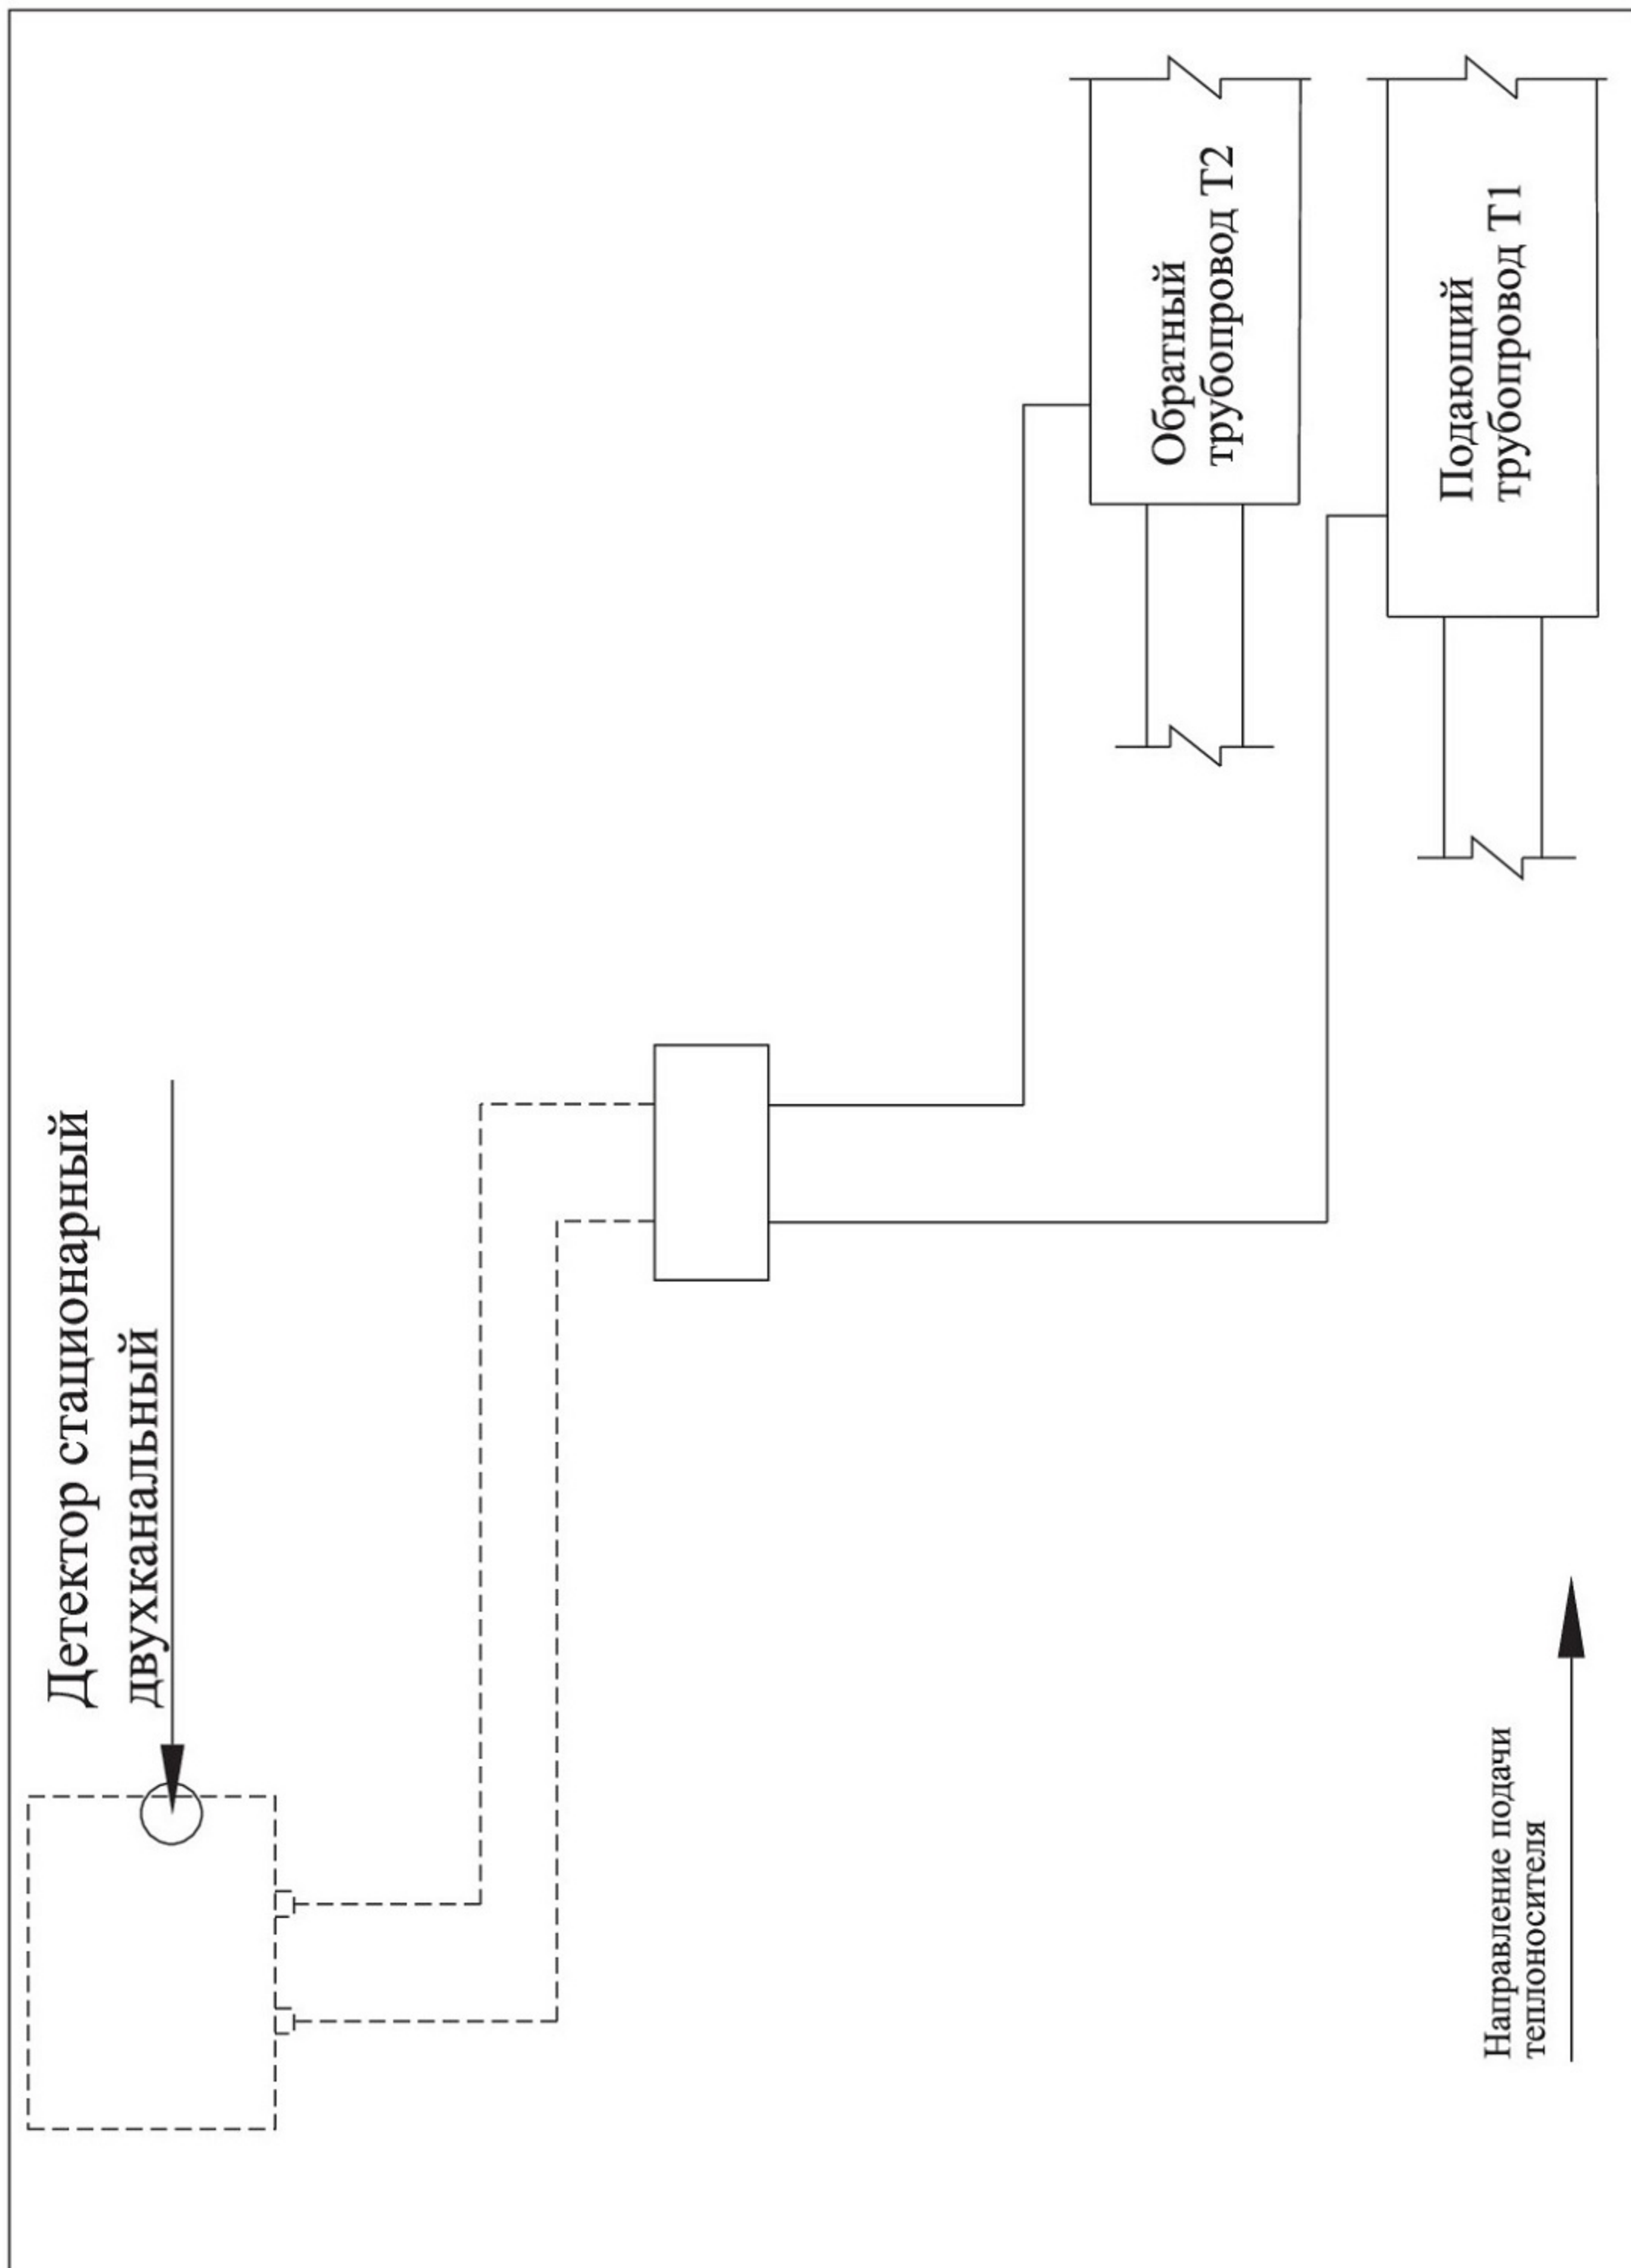 Детектор стационарный
двухканальный
Обратный
трубопровод Т2
Подающий
трубопровод Т1
Направление подачи
теплоносителя